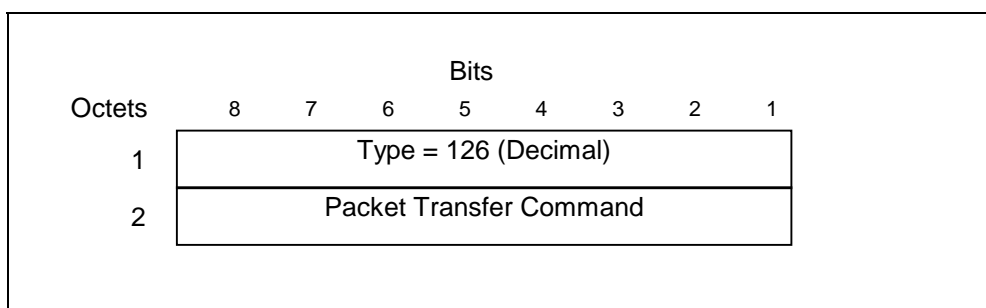 Bits
Octets 8 7 6 5 4 3 2 1
1 Type = 126 (Decimal)
2 Packet Transfer Command